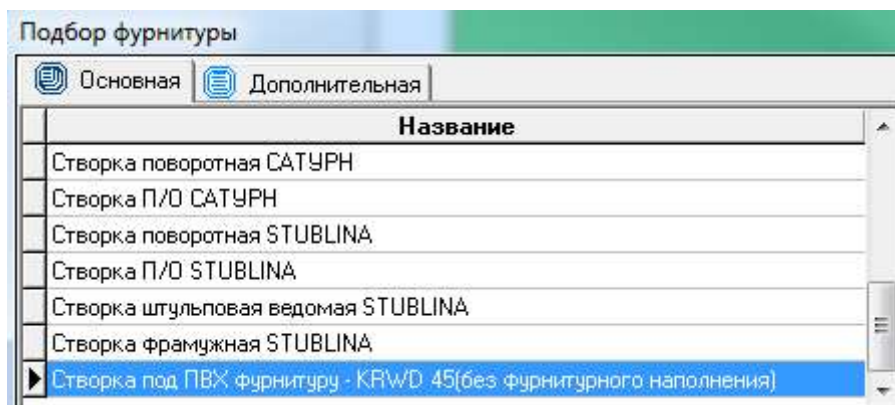 Подбор фурнитуры
Основная Дополнительная
Название
Створка поворотная САТУРН
Створка П/О САТУРН
Створка поворотная STUBLINA
Створка П/О STUBLINA
Створка штульповая ведомая STUBLINA
Створка фрамужная STUBLINA
Створка под ПВХ фурнитуру - KRWD 45(без фурнитурного наполнения)